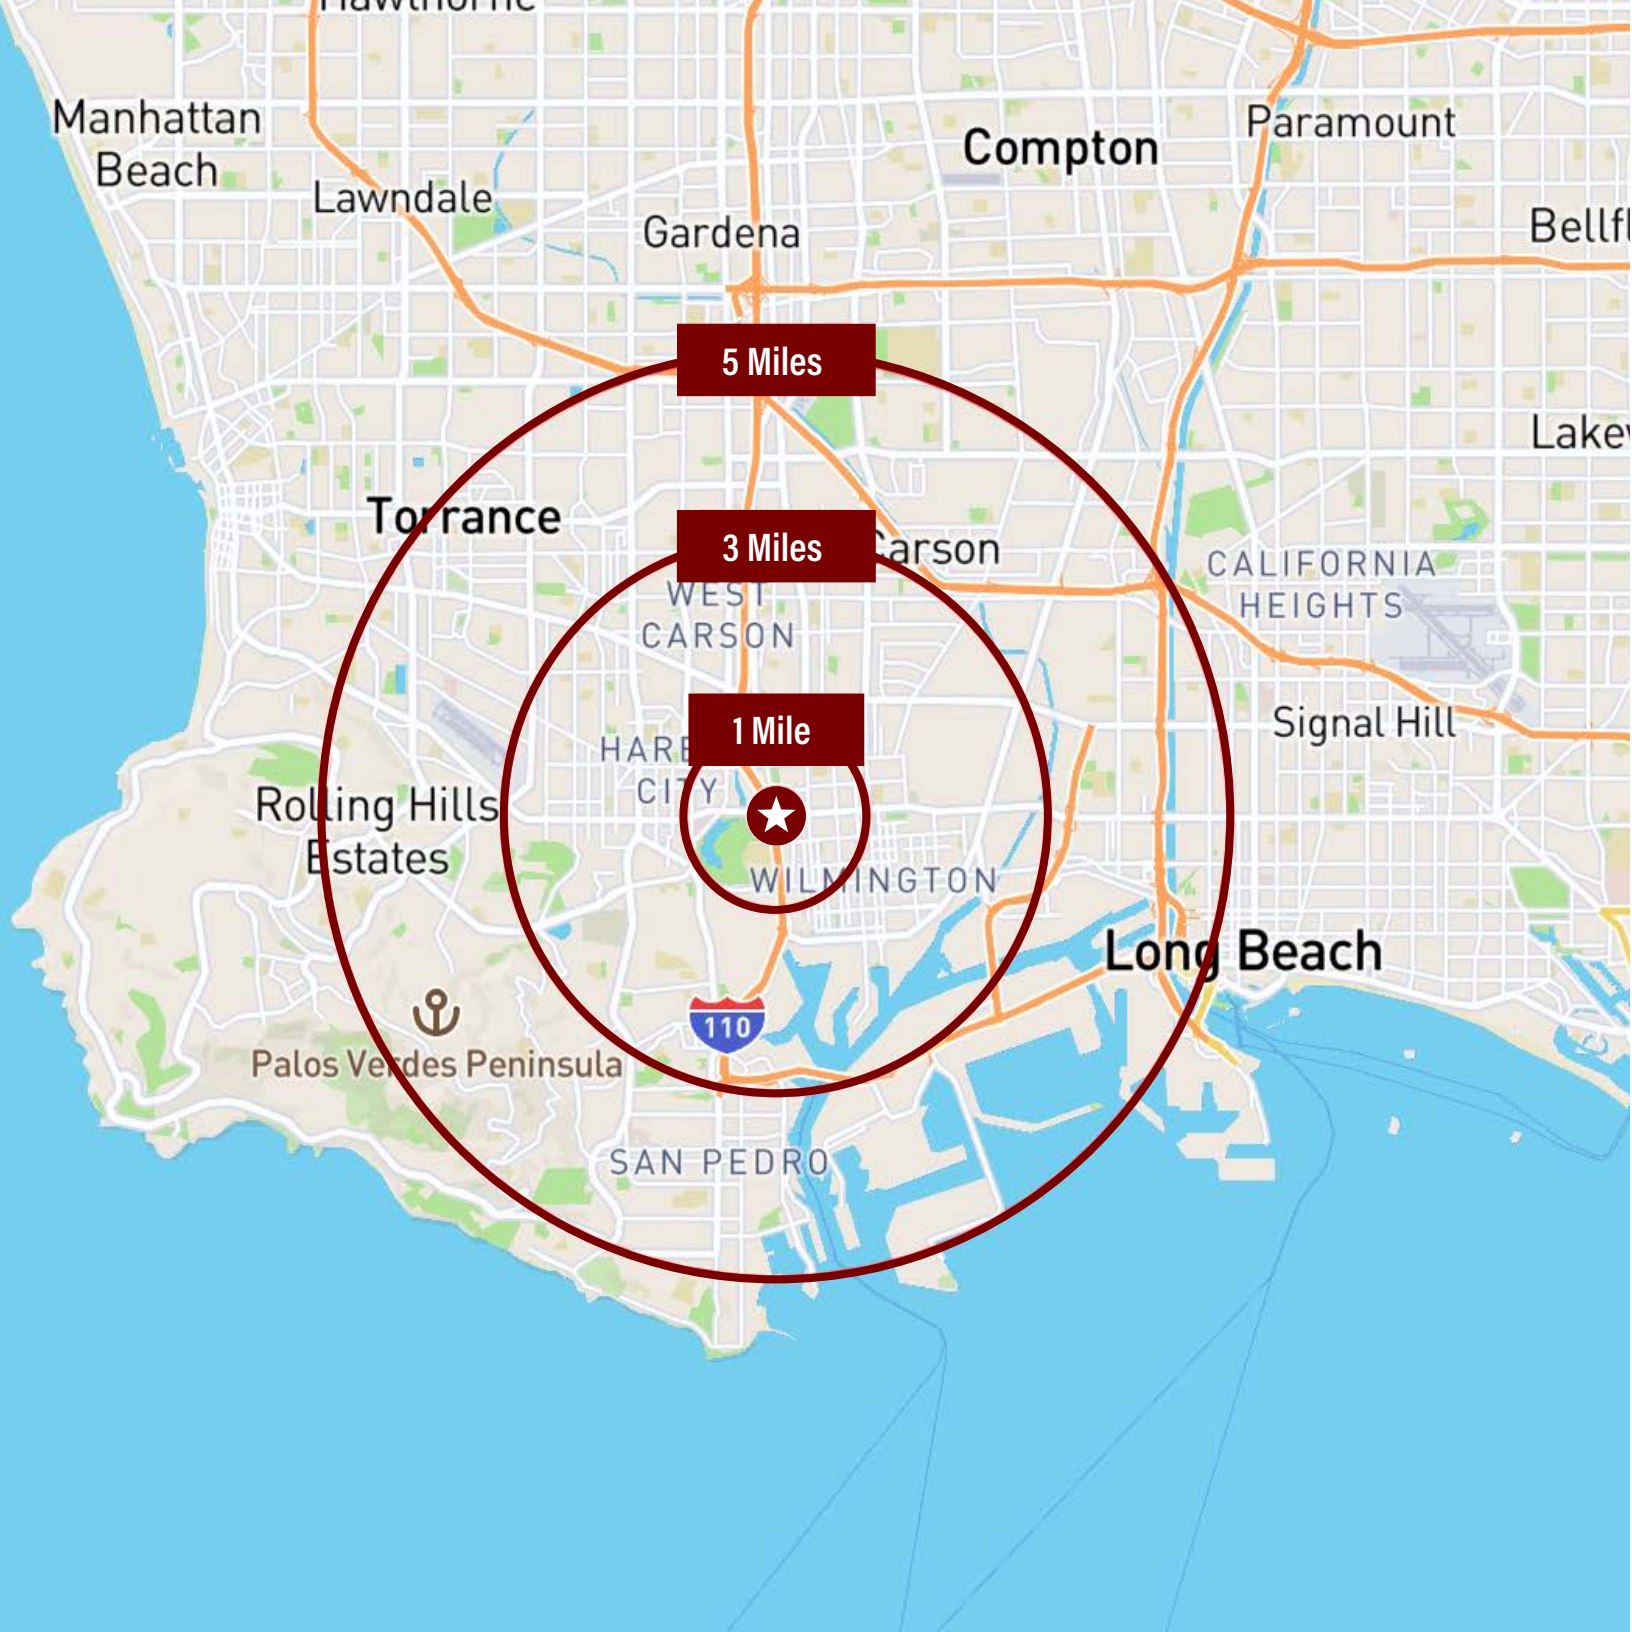 Manhattan
Beach
Lawndale
Gardena
Compton
Paramount
5 Miles
Torrance
3 Miles
WEST
CARSON
CALIFORNIA
HEIGHTS
1 Mile
CITY
Signal Hill
Rolling Hills
Estates
WILMINGTON
Long Beach
110
Palos Verdes Peninsula
SAN PEDRO